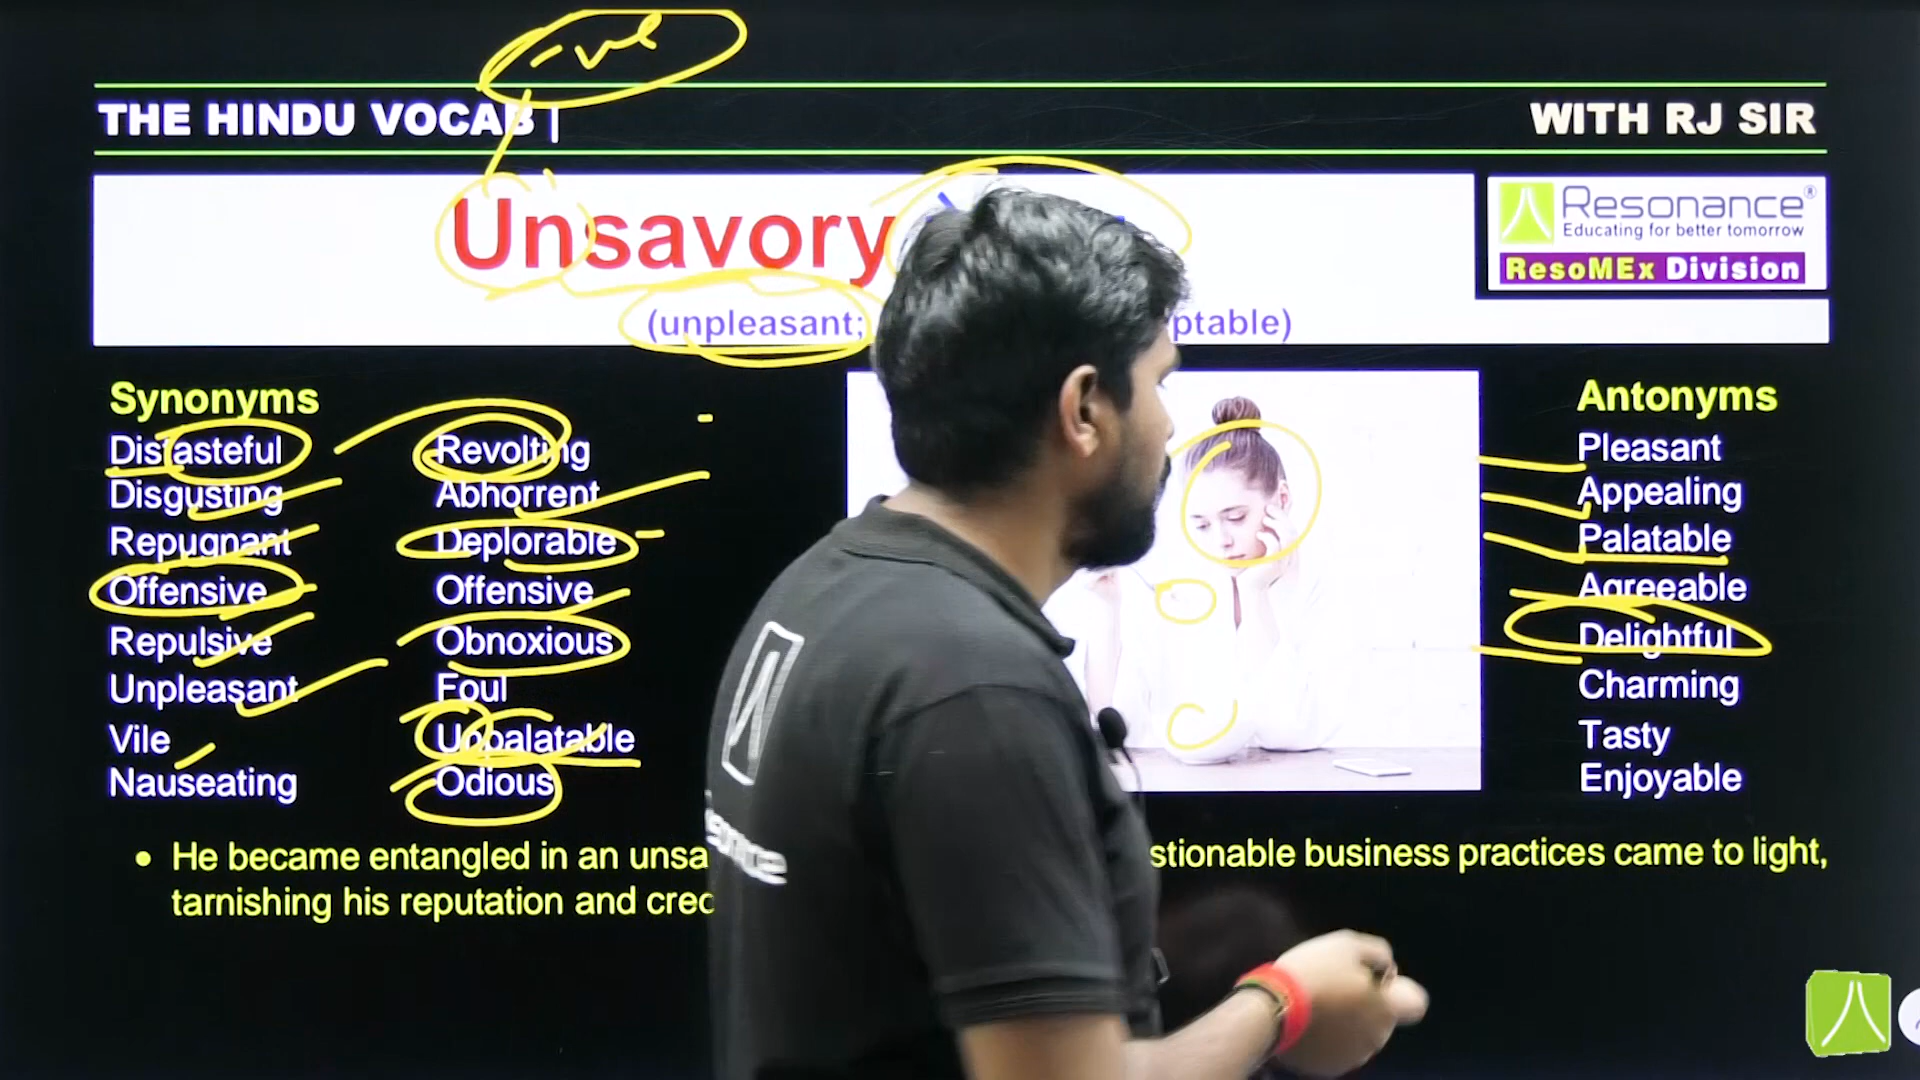 -ve
THE HINDU VOCAB |
WITH RJ SIR
Unsavory
Resonance®
Educating for better tomorrow
ResoMEx Division
(unpleasant; ptable)
Synonyms
Distasteful Revolting
Disgusting Abhorrent
Repugnant Deplorable
Offensive Offensive
Repulsive Obnoxious
Unpleasant Foul
Vile Unpalatable
Nauseating Odious
Antonyms
Pleasant
Appealing
Palatable
Agreeable
Delightful
Charming
Tasty
Enjoyable
• He became entangled in an unsa stionable business practices came to light,
tarnishing his reputation and cred